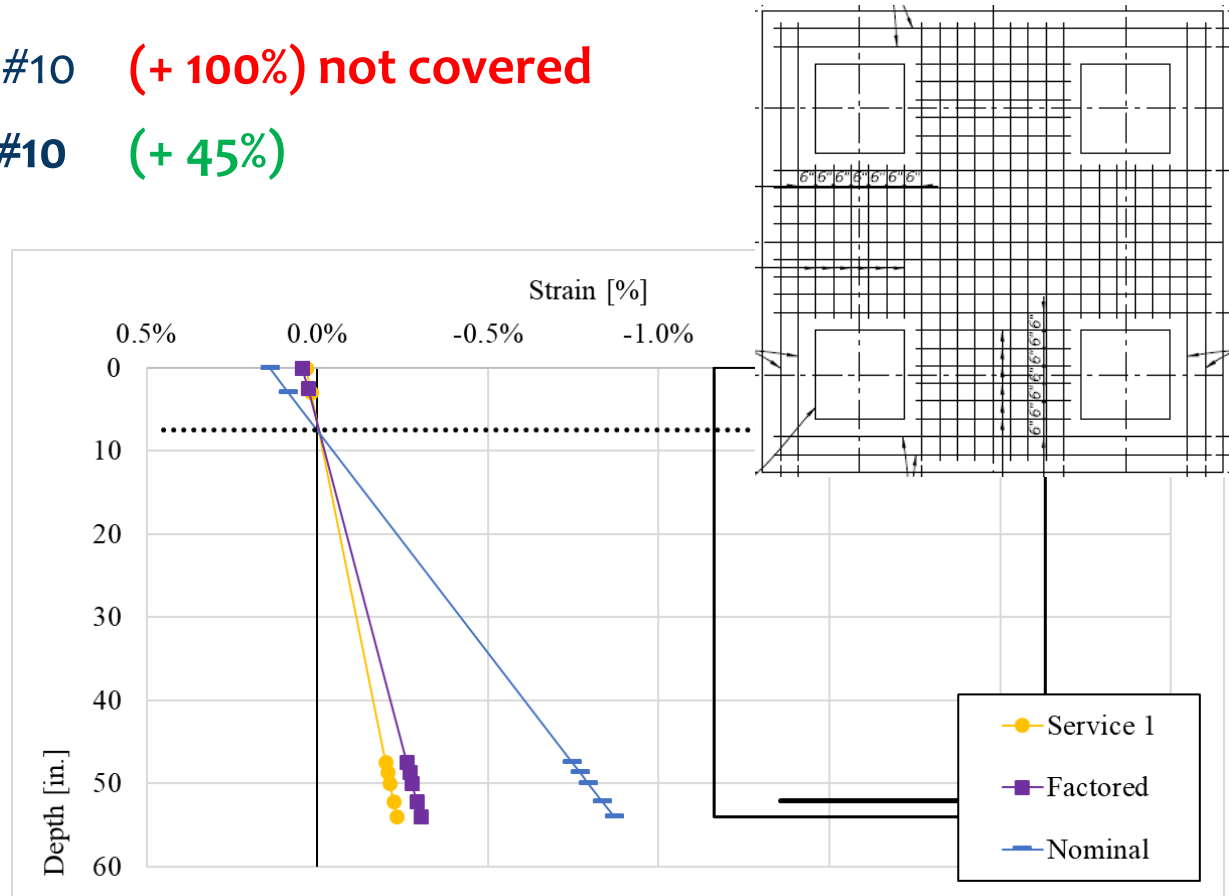 #10 (+ 100%) not covered
#10 (+ 45%)
6" 6" 6" 6" 6" 6" 6"
6" 6" 6" 6" 6" 6" 6"
Strain [%]
0.5% 0.0% -0.5% -1.0%
0
10
20
30
40
50
60
Depth [in.]
Service 1
Factored
Nominal